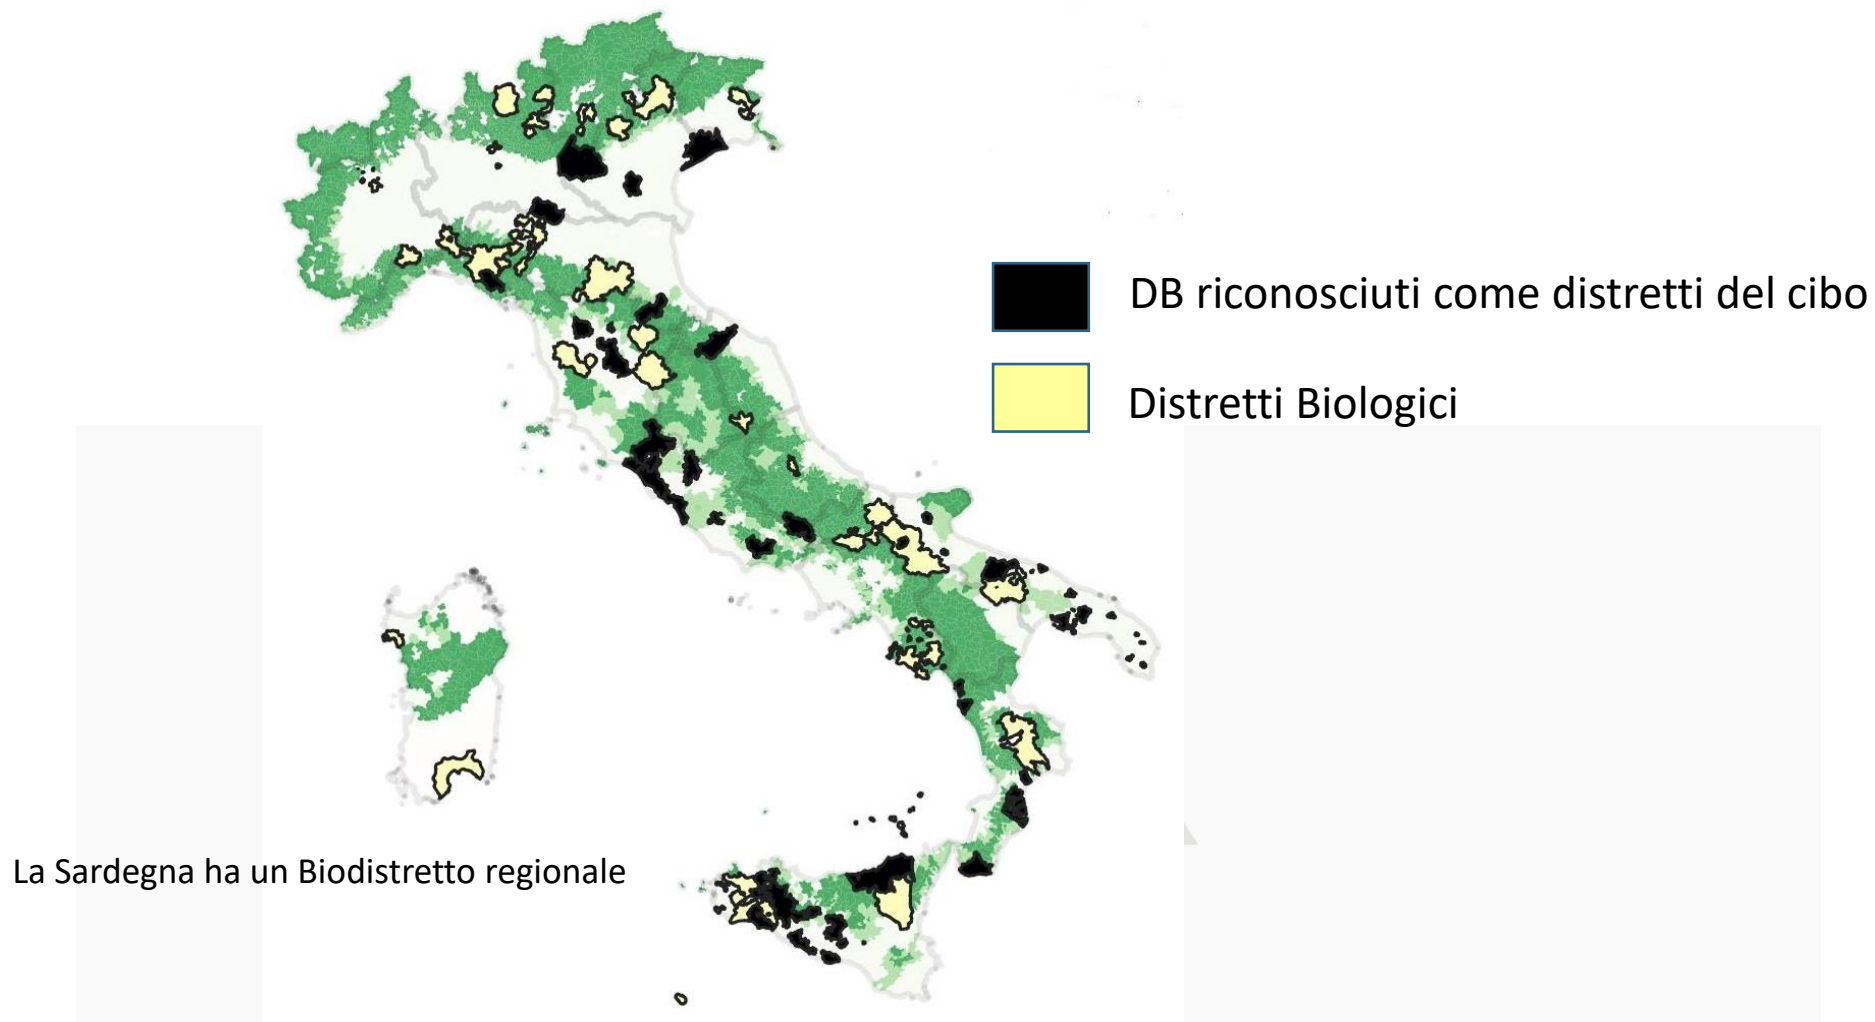 DB riconosciuti come distretti del cibo
Distretti Biologici
La Sardegna ha un Biodistretto regionale